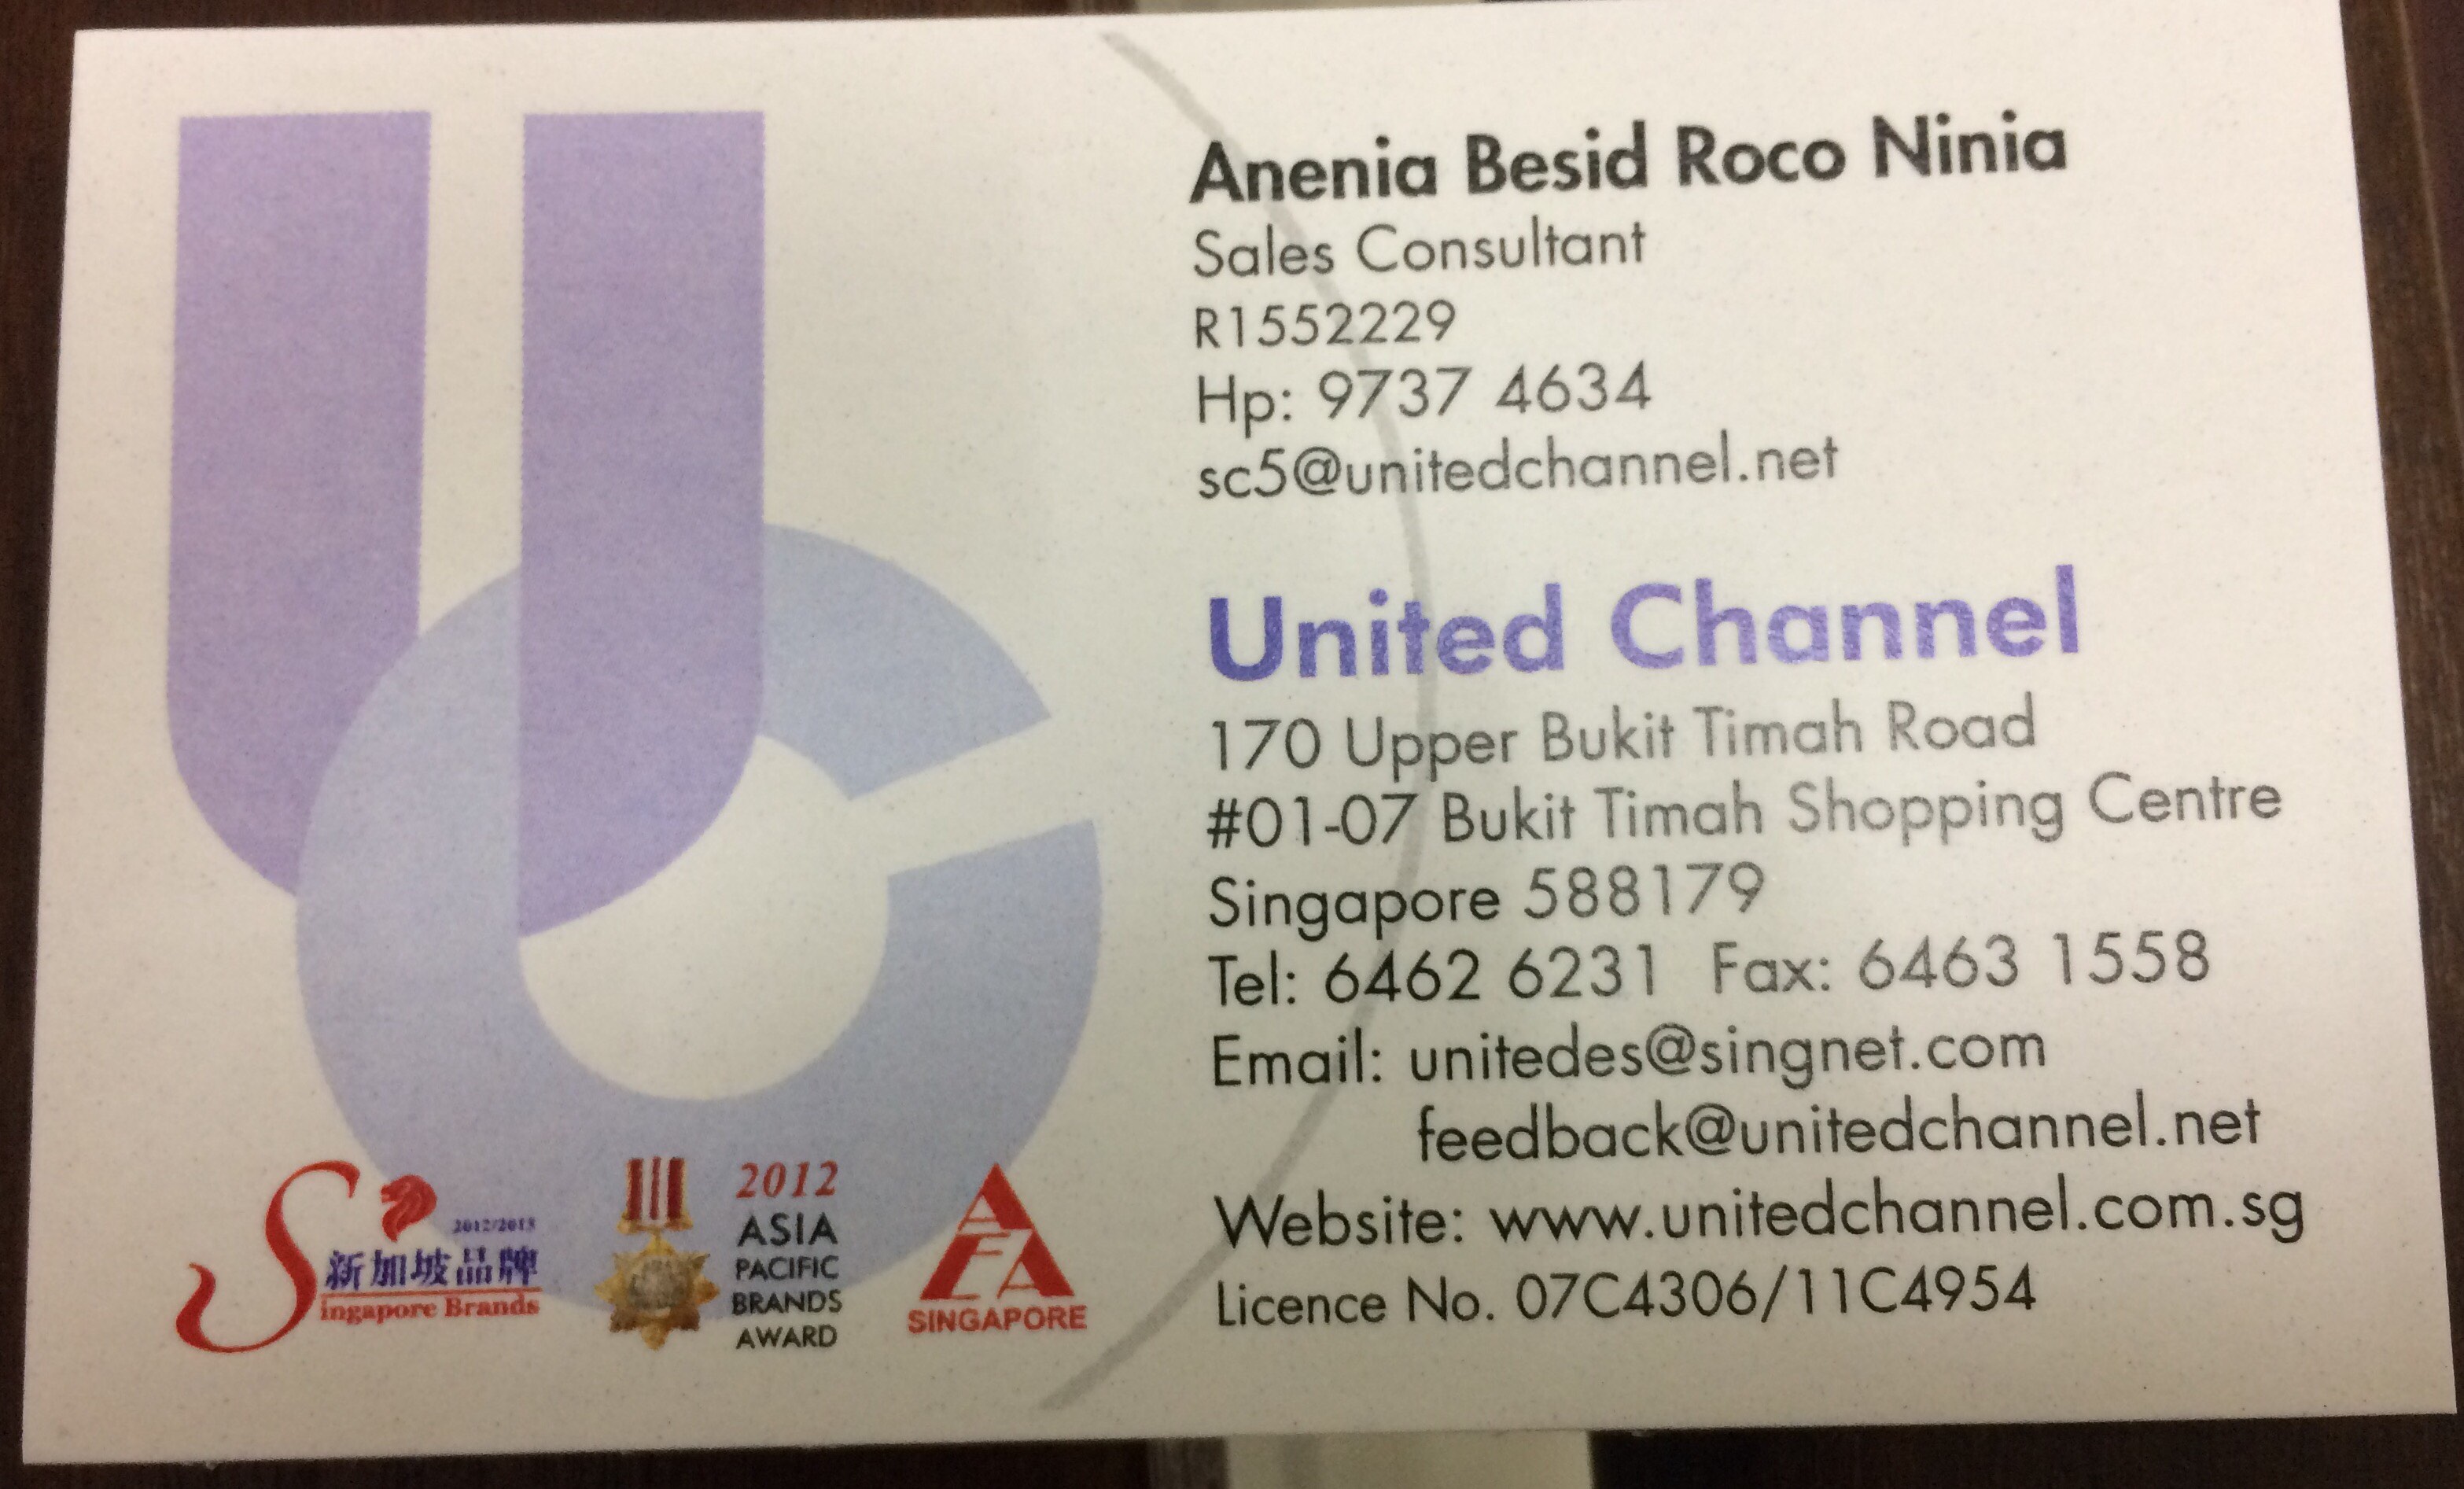 Anenia Besid Roco Ninia
Sales Consultant
R1552229
Hp: 9737 4634
sc5@unitedchannel.net
United Channel
170 Upper Bukit Timah Road
#01-07 Bukit Timah Shopping Centre
Singapore 588179
Tel: 6462 6231 Fax: 6463 1558
Email: unitedes@singnet.com
feedback@unitedchannel.net
Website: www.unitedchannel.com.sg
Licence No. 07C4306/11C4954
2012/2013
新加坡品牌
Singapore Brands
2012
ASIA
PACIFIC
BRANDS
AWARD
AEA
SINGAPORE